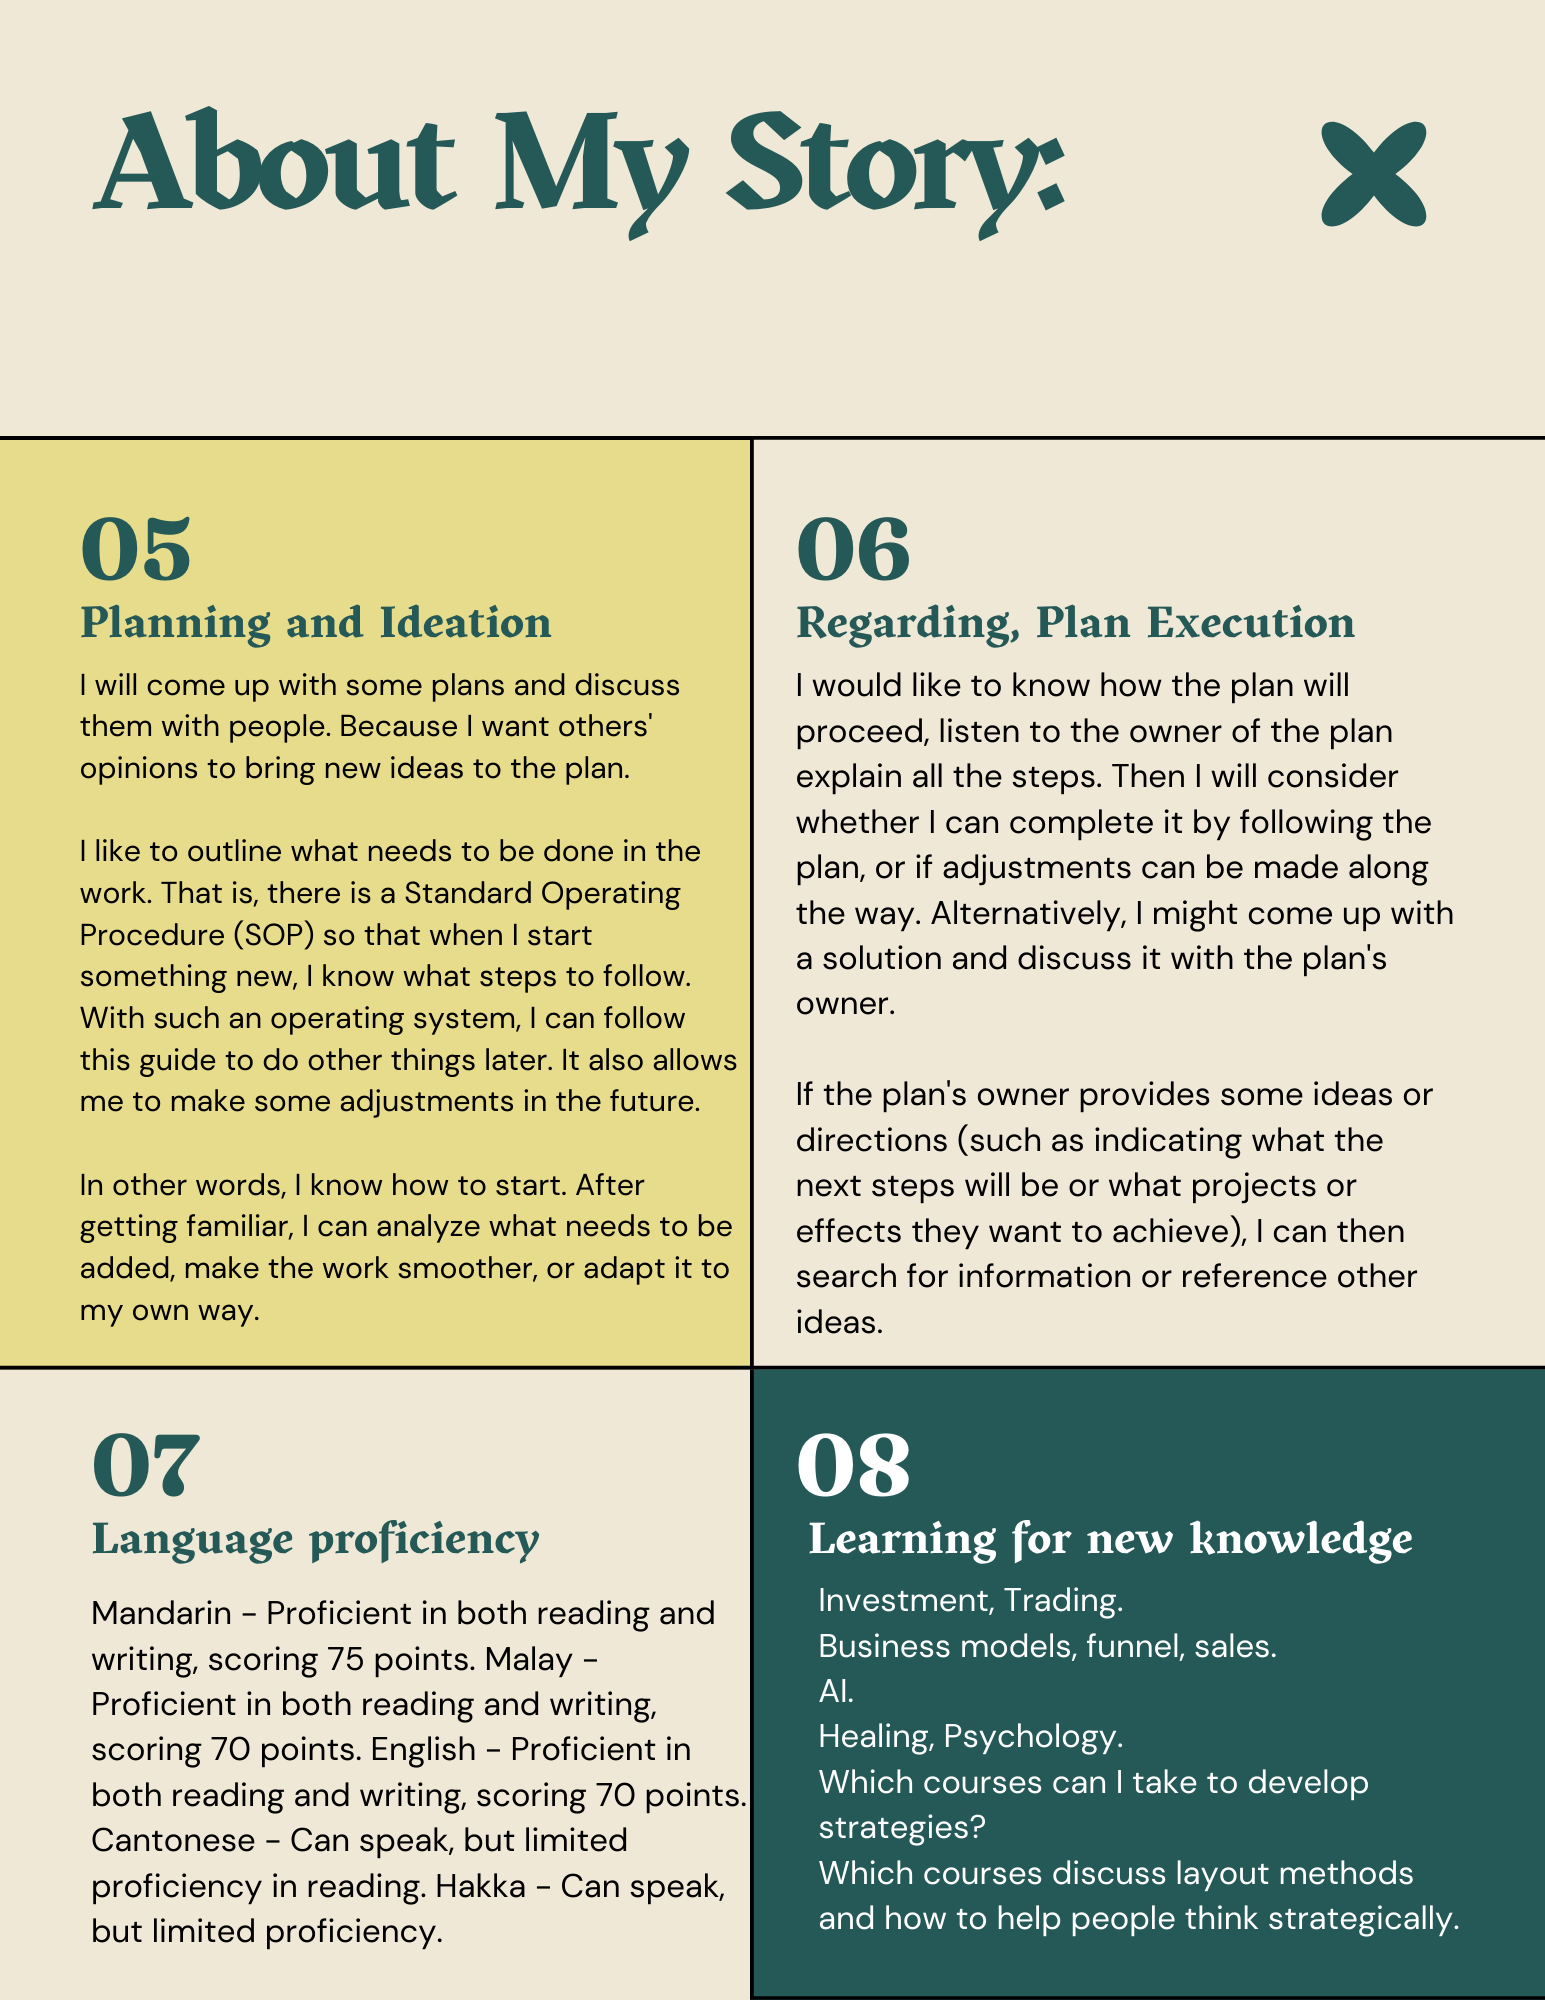 About My Story:
05
Planning and Ideation
I will come up with some plans and discuss
them with people. Because I want others'
opinions to bring new ideas to the plan.
I like to outline what needs to be done in the
work. That is, there is a Standard Operating
Procedure (SOP) so that when I start
something new, I know what steps to follow.
With such an operating system, I can follow
this guide to do other things later. It also allows
me to make some adjustments in the future.
In other words, I know how to start. After
getting familiar, I can analyze what needs to be
added, make the work smoother, or adapt it to
my own way.
06
Regarding, Plan Execution
I would like to know how the plan will
proceed, listen to the owner of the plan
explain all the steps. Then I will consider
whether I can complete it by following the
plan, or if adjustments can be made along
the way. Alternatively, I might come up with
a solution and discuss it with the plan's
owner.
If the plan's owner provides some ideas or
directions (such as indicating what the
next steps will be or what projects or
effects they want to achieve), I can then
search for information or reference other
ideas.
07
Language proficiency
Mandarin - Proficient in both reading and
writing, scoring 75 points. Malay -
Proficient in both reading and writing,
scoring 70 points. English - Proficient in
both reading and writing, scoring 70 points.
Cantonese - Can speak, but limited
proficiency in reading. Hakka - Can speak,
but limited proficiency.
08
Learning for new knowledge
Investment, Trading.
Business models, funnel, sales.
AI.
Healing, Psychology.
Which courses can I take to develop
strategies?
Which courses discuss layout methods
and how to help people think strategically.